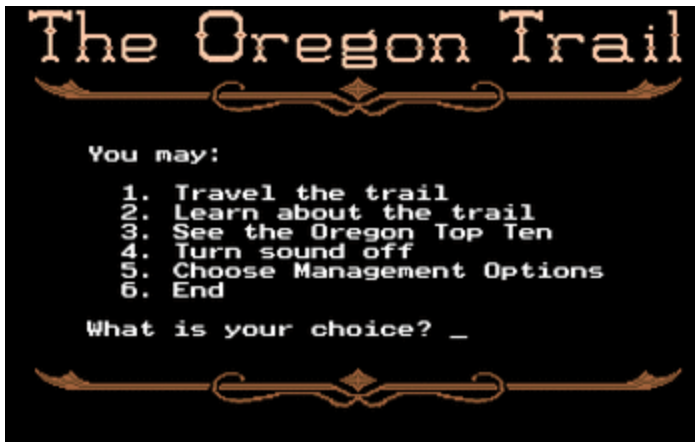 The Oregon Trail
You may:
1. Travel the trail
2. Learn about the trail
3. See the Oregon Top Ten
4. Turn sound off
5. Choose Management Options
6. End
What is your choice? _